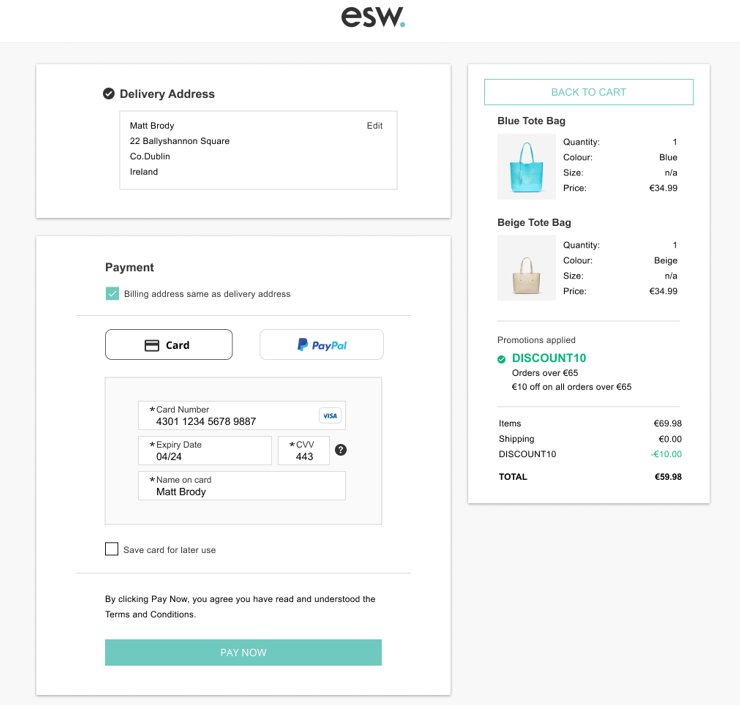 esw.
Delivery Address
Matt Brody
Edit
22 Ballyshannon Square
Co.Dublin
Ireland
Payment
Billing address same as delivery address
Card
PayPal
*Card Number
4301 1234 5678 9887
VISA
*Expiry Date
04/24
*CVV
443
?
*Name on card
Matt Brody
Save card for later use
By clicking Pay Now, you agree you have read and understood the
Terms and Conditions.
PAY NOW
BACK TO CART
Blue Tote Bag
Quantity: 1
Colour: Blue
Size: n/a
Price: €34.99
Beige Tote Bag
Quantity: 1
Colour: Beige
Size: n/a
Price: €34.99
Promotions applied
DISCOUNT10
Orders over €65
€10 off on all orders over €65
Items €69.98
Shipping €0.00
DISCOUNT10 -€10.00
TOTAL €59.98